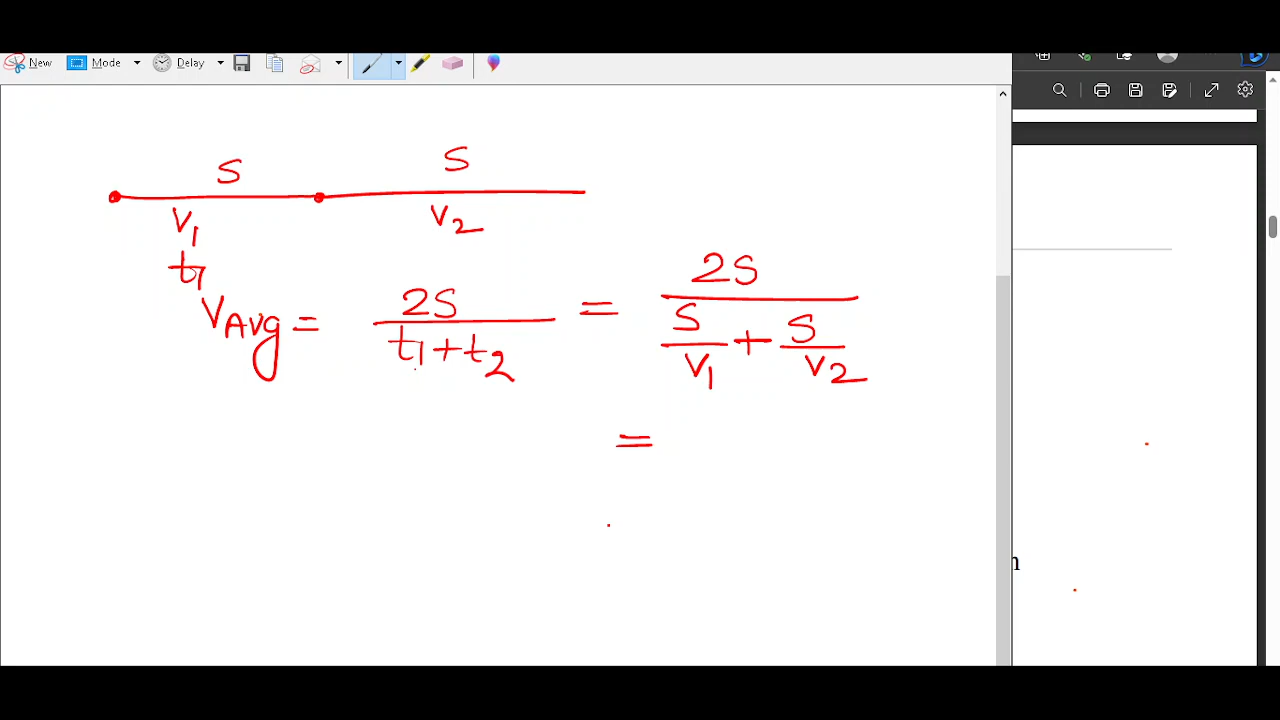 New Mode Delay
S S
V1 V2
t1
VAvg = 2S / t1+t2 = 2S / S/V1 + S/V2
=